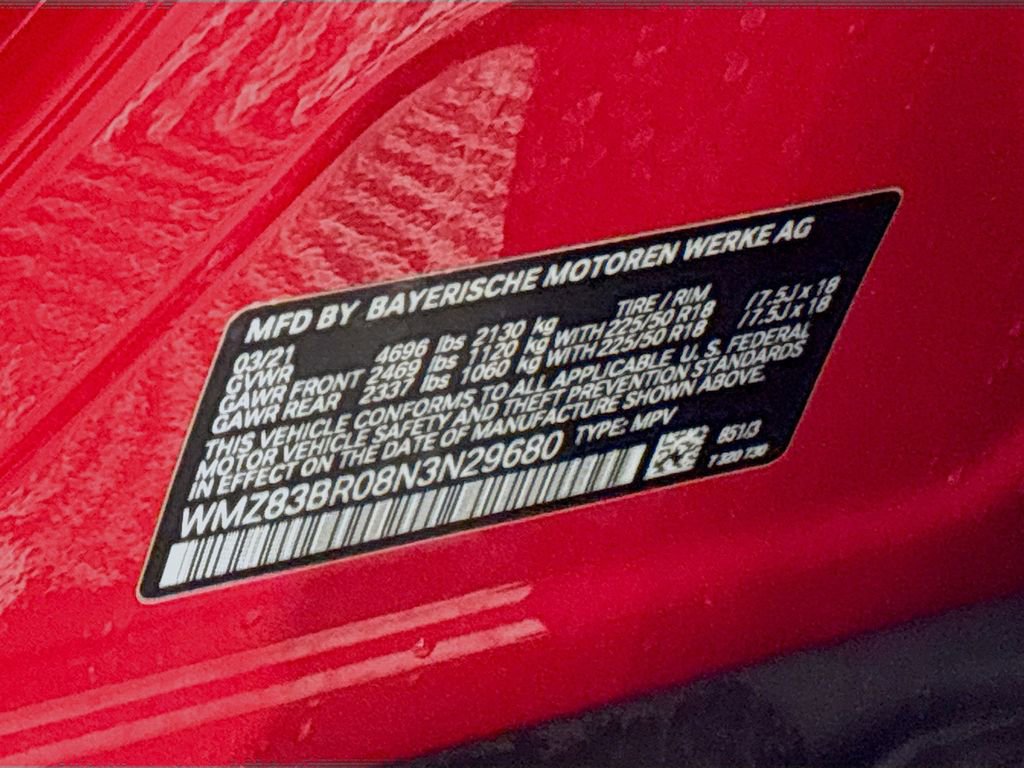 MFD BY BAYERISCHE MOTOREN WERKE AG
03/21 TIRE / RIM
GVWR 4696 lbs 2130 kg
GAWR FRONT 2469 lbs 1120 kg WITH 225/50 R18 / 7.5J x 18
GAWR REAR 2337 lbs 1060 kg WITH 225/50 R18 / 7.5J x 18
THIS VEHICLE CONFORMS TO ALL APPLICABLE U. S. FEDERAL
MOTOR VEHICLE SAFETY AND THEFT PREVENTION STANDARDS
IN EFFECT ON THE DATE OF MANUFACTURE SHOWN ABOVE.
WMZ83BR08N3N29680 TYPE: MPV